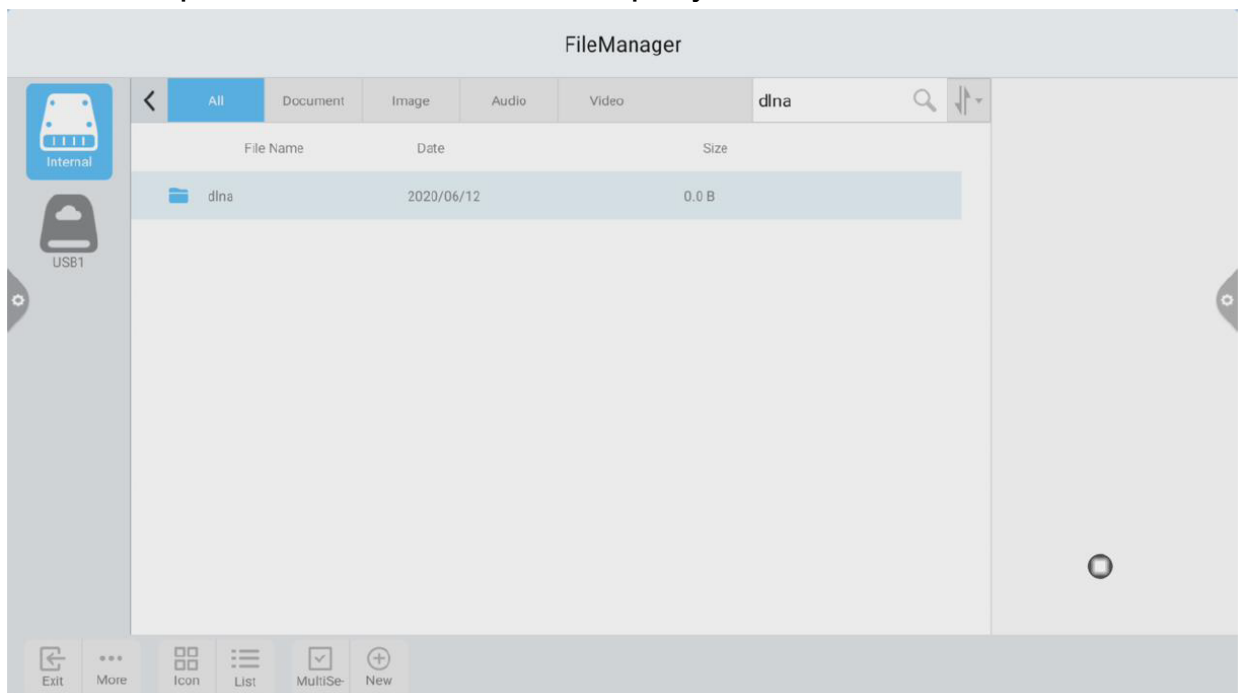 FileManager
All Document Image Audio Video dlna
Internal
File Name Date Size
dlna 2020/06/12 0.0 B
USB1
Exit More Icon List MultiSe- New